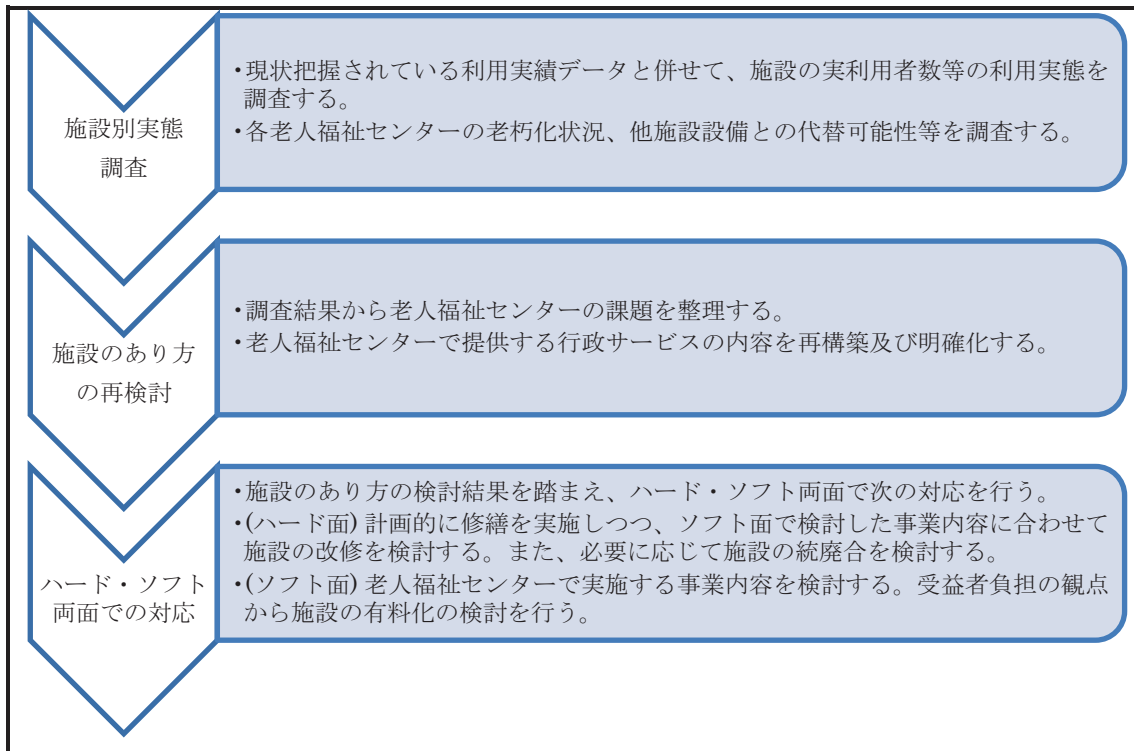 施設別実態
調査
・現状把握されている利用実績データと併せて、施設の実利用者数等の利用実態を
調査する。
・各老人福祉センターの老朽化状況、他施設設備との代替可能性等を調査する。
施設のあり方
の再検討
・調査結果から老人福祉センターの課題を整理する。
・老人福祉センターで提供する行政サービスの内容を再構築及び明確化する。
ハード・ソフト
両面での対応
・施設のあり方の検討結果を踏まえ、ハード・ソフト両面で次の対応を行う。
・(ハード面) 計画的に修繕を実施しつつ、ソフト面で検討した事業内容に合わせて
施設の改修を検討する。また、必要に応じて施設の統廃合を検討する。
・(ソフト面) 老人福祉センターで実施する事業内容を検討する。受益者負担の観点
から施設の有料化の検討を行う。